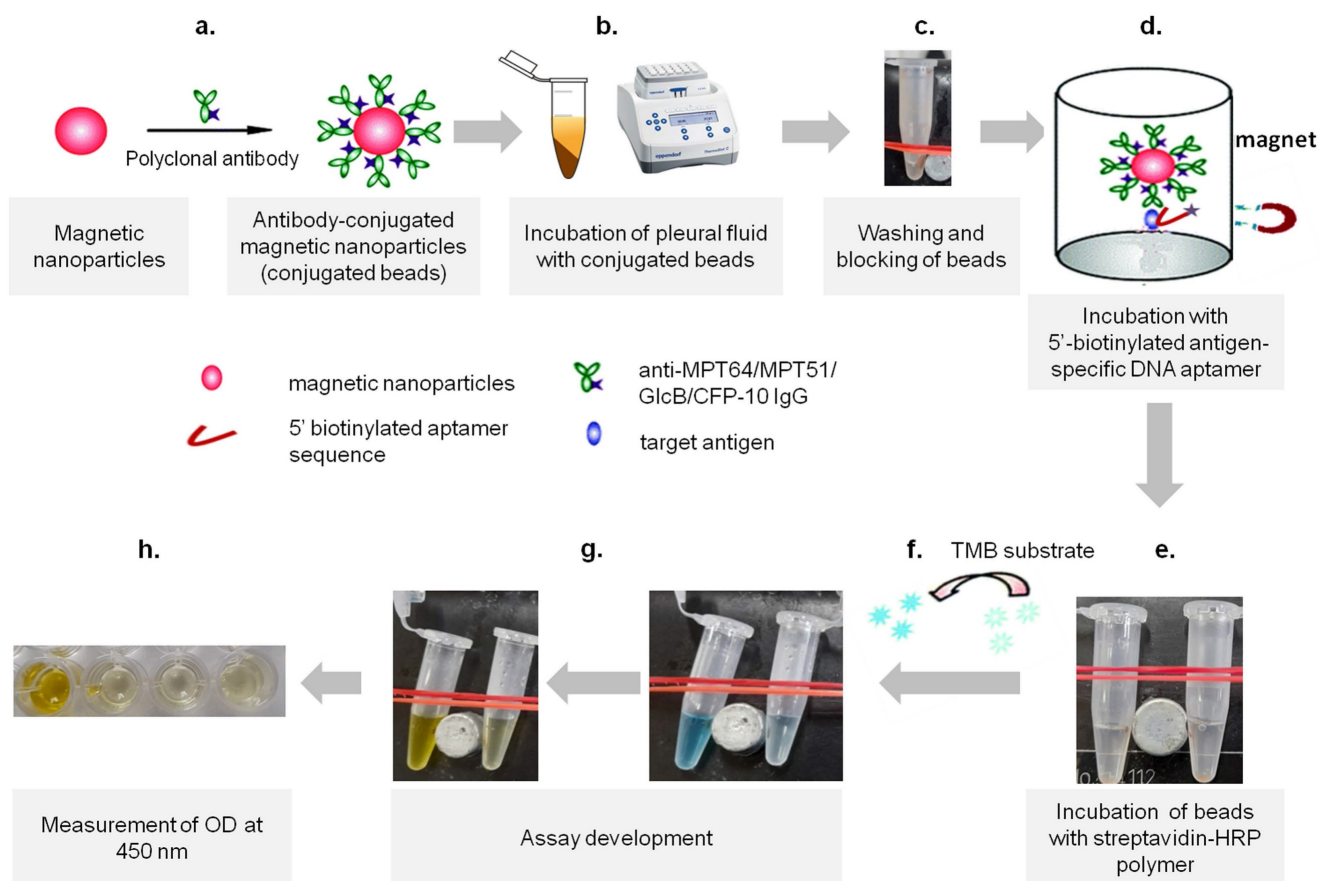 a.
b.
c.
d.
Polyclonal antibody
eppendorf
magnet
Magnetic
nanoparticles
Antibody-conjugated
magnetic nanoparticles
(conjugated beads)
Incubation of pleural fluid
with conjugated beads
Washing and
blocking of beads
Incubation with
5’-biotinylated antigen-
specific DNA aptamer
magnetic nanoparticles
anti-MPT64/MPT51/
GlcB/CFP-10 IgG
5’ biotinylated aptamer
sequence
target antigen
h.
g.
f.
TMB substrate
e.
112
Measurement of OD at
450 nm
Assay development
Incubation of beads
with streptavidin-HRP
polymer